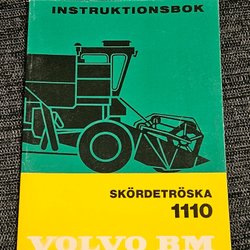 INSTRUKTIONSBOK
SKÖRDETRÖSKA
1110
VOLVO BM